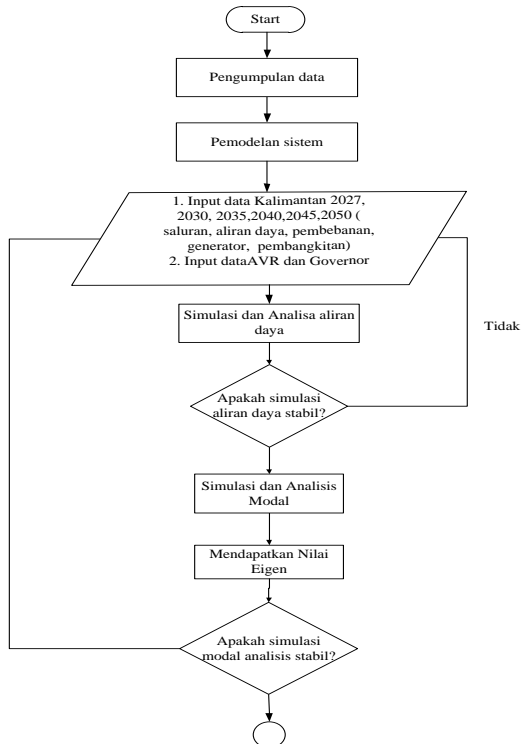 Start
Pengumpulan data
Pemodelan sistem
1. Input data Kalimantan 2027,
2030, 2035,2040,2045,2050 (
saluran, aliran daya, pembebanan,
generator, pembangkitan)
2. Input dataAVR dan Governor
Simulasi dan Analisa aliran
daya
Tidak
Apakah simulasi
aliran daya stabil?
Simulasi dan Analisis
Modal
Mendapatkan Nilai
Eigen
Apakah simulasi
modal analisis stabil?